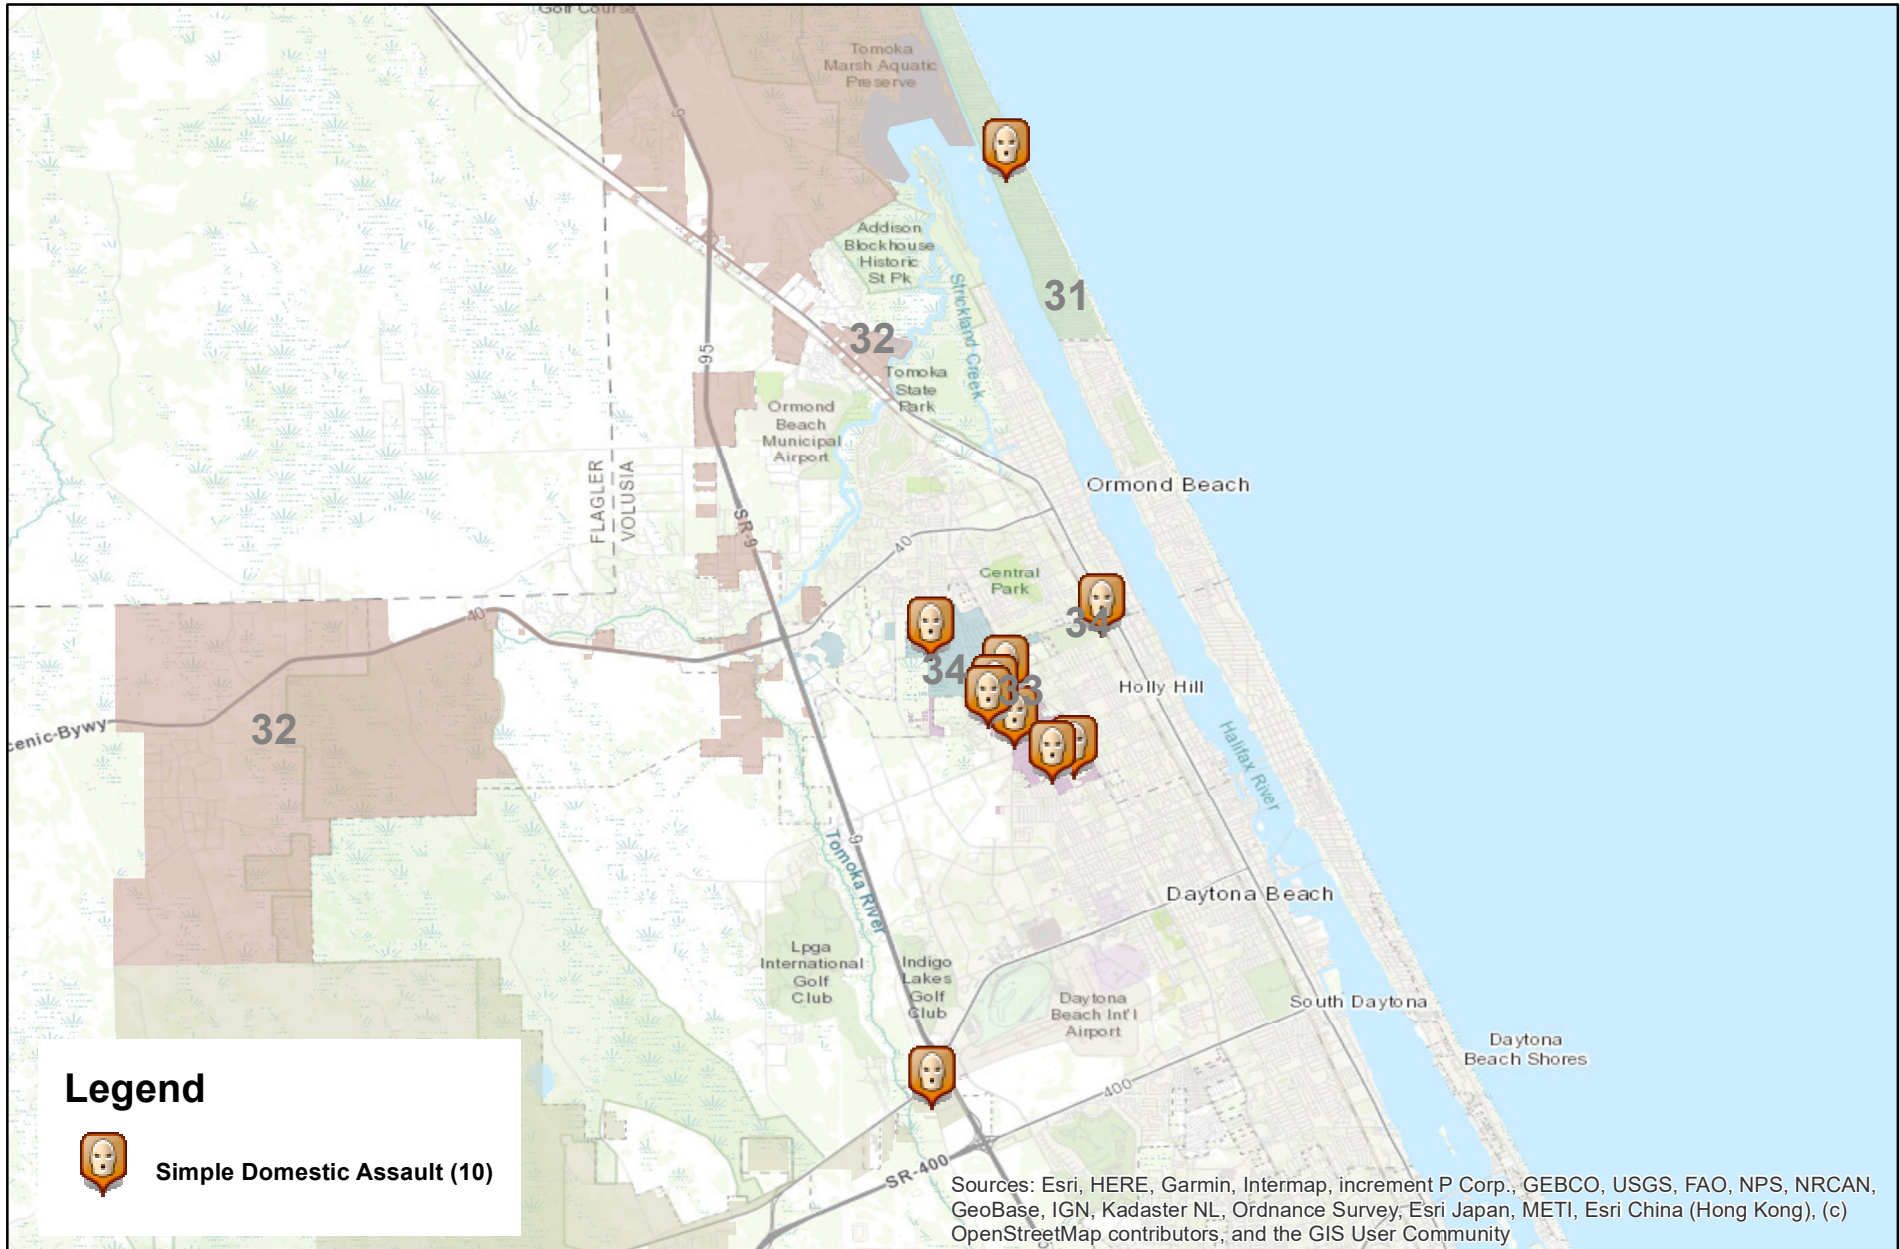 Golf Course
Tomoka
Marsh Aquatic
Preserve
9
Addison
Blockhouse
Historic
St Pk
Strickland Creek
31
32
95
Tomoka
State
Park
Ormond
Beach
Municipal
Airport
FLAGLER
VOLUSIA
Ormond Beach
SR-9
40
Central
Park
34
40
34
33
Holly Hill
32
cenic-Bywy
Halifax River
9
Tomoka River
Daytona Beach
Lpga
International
Golf
Club
Indigo
Lakes
Golf
Club
Daytona
Beach Int'l
Airport
South Daytona
Daytona
Beach Shores
400
SR-400
Legend
Simple Domestic Assault (10)
Sources: Esri, HERE, Garmin, Intermap, increment P Corp., GEBCO, USGS, FAO, NPS, NRCAN,
GeoBase, IGN, Kadaster NL, Ordnance Survey, Esri Japan, METI, Esri China (Hong Kong), (c)
OpenStreetMap contributors, and the GIS User Community